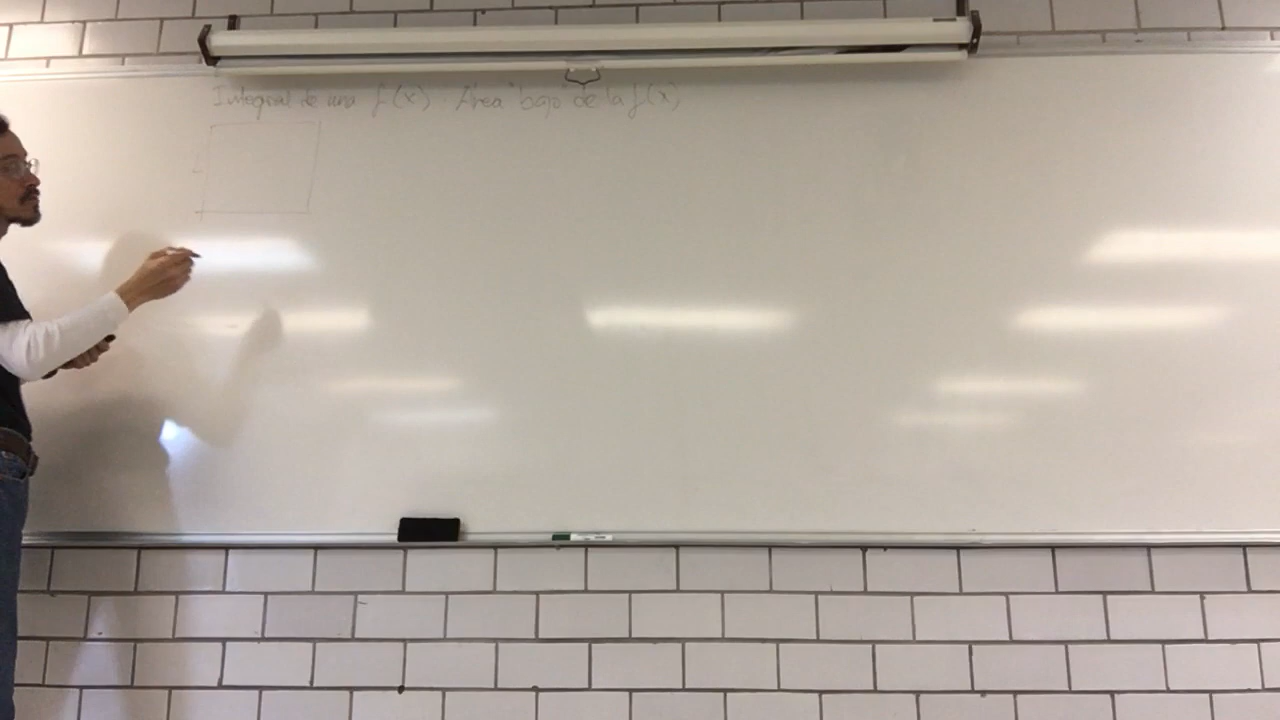 Integral de una f(x). Área "bajo" de la f(x)